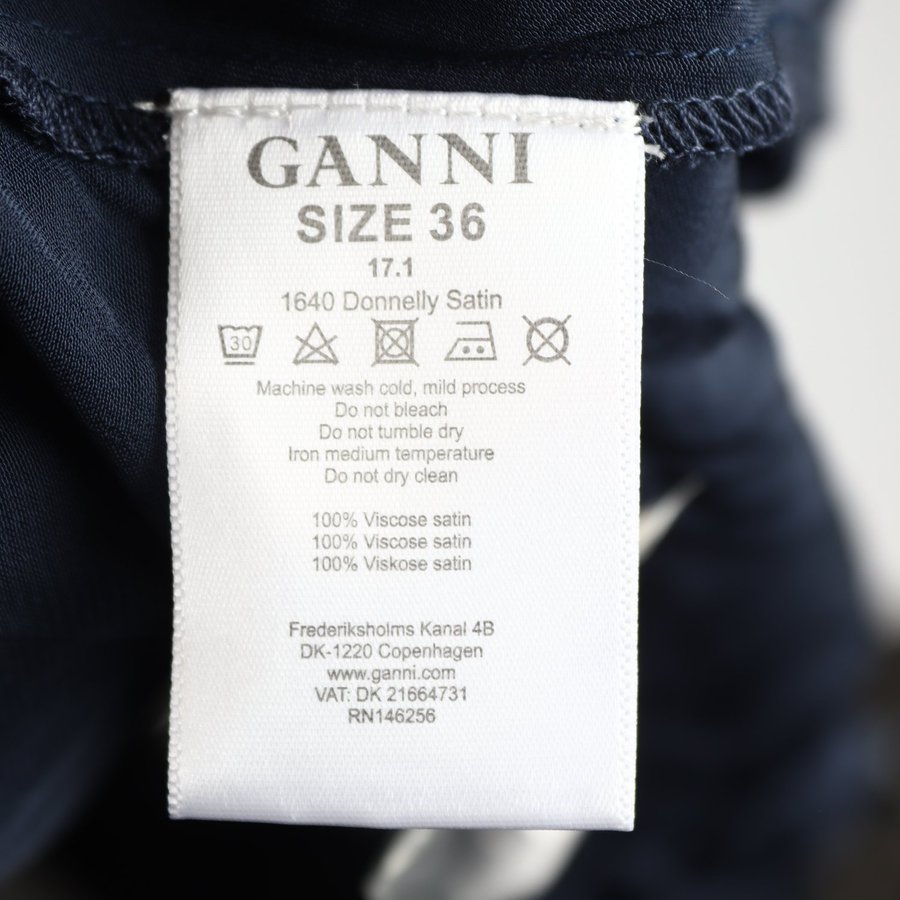 GANNI
SIZE 36
17.1
1640 Donnelly Satin
30
Machine wash cold, mild process
Do not bleach
Do not tumble dry
Iron medium temperature
Do not dry clean
100% Viscose satin
100% Viscose satin
100% Viskose satin
Frederiksholms Kanal 4B
DK-1220 Copenhagen
www.ganni.com
VAT: DK 21664731
RN146256